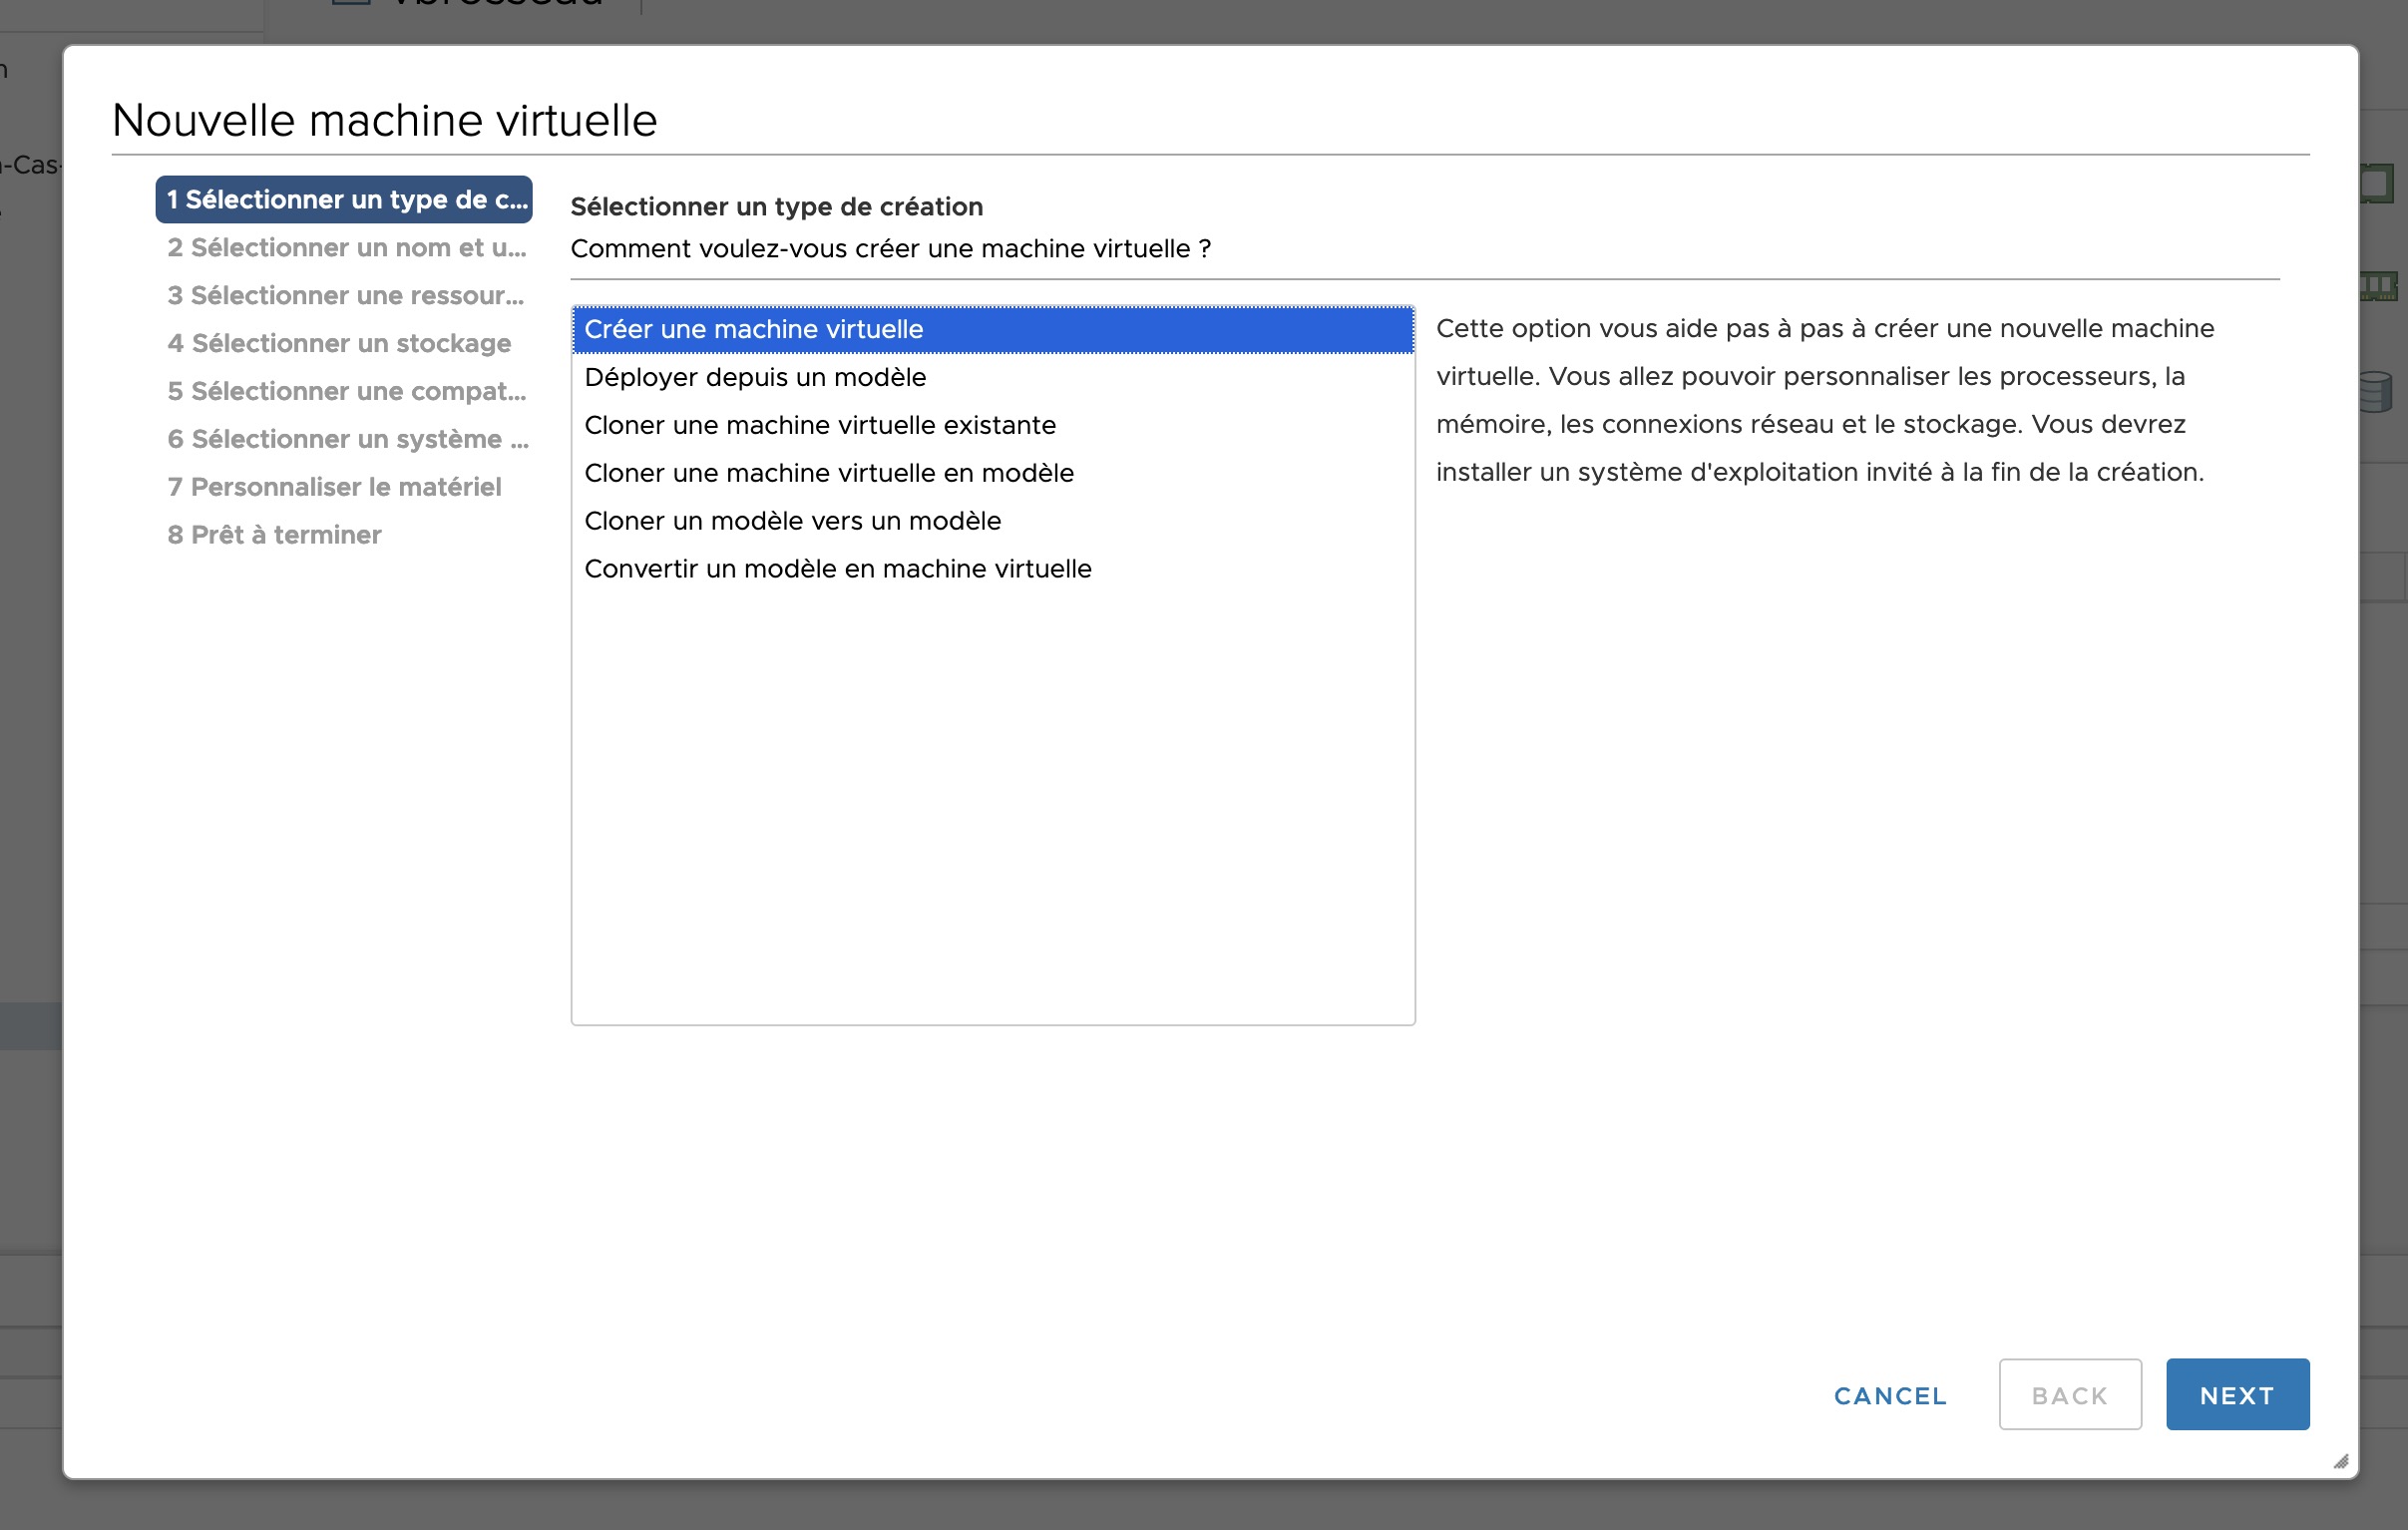 Nouvelle machine virtuelle
1 Sélectionner un type de c...
2 Sélectionner un nom et u...
3 Sélectionner une ressour...
4 Sélectionner un stockage
5 Sélectionner une compat...
6 Sélectionner un système ...
7 Personnaliser le matériel
8 Prêt à terminer
Sélectionner un type de création
Comment voulez-vous créer une machine virtuelle ?
Créer une machine virtuelle
Déployer depuis un modèle
Cloner une machine virtuelle existante
Cloner une machine virtuelle en modèle
Cloner un modèle vers un modèle
Convertir un modèle en machine virtuelle
Cette option vous aide pas à pas à créer une nouvelle machine
virtuelle. Vous allez pouvoir personnaliser les processeurs, la
mémoire, les connexions réseau et le stockage. Vous devrez
installer un système d'exploitation invité à la fin de la création.
CANCEL
BACK
NEXT
-Cas-